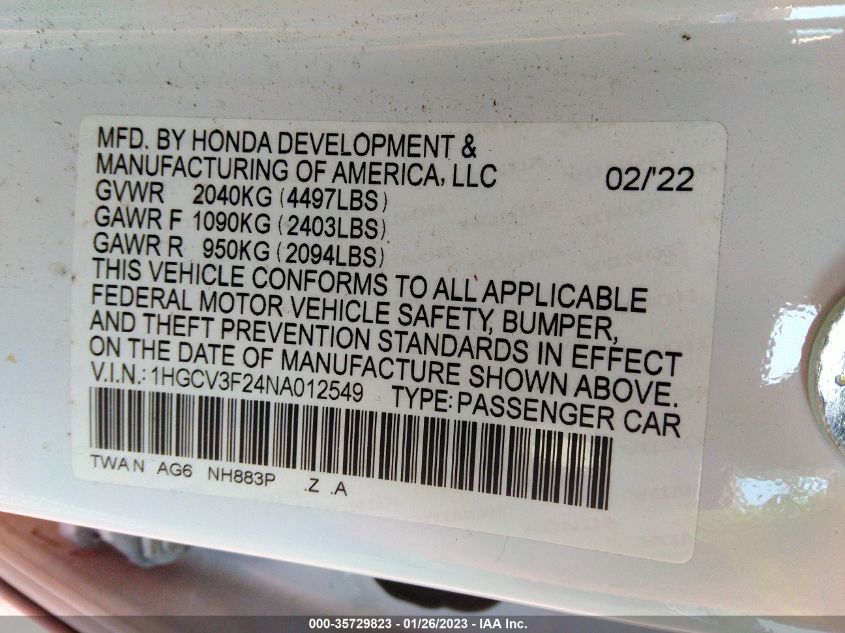 MFD. BY HONDA DEVELOPMENT &
MANUFACTURING OF AMERICA, LLC 02/'22
GVWR 2040KG (4497LBS)
GAWR F 1090KG (2403LBS)
GAWR R 950KG (2094LBS)
THIS VEHICLE CONFORMS TO ALL APPLICABLE
FEDERAL MOTOR VEHICLE SAFETY, BUMPER,
AND THEFT PREVENTION STANDARDS IN EFFECT
ON THE DATE OF MANUFACTURE SHOWN ABOVE.
V.I.N.: 1HGCV3F24NA012549 TYPE: PASSENGER CAR
TWA N AG6 NH883P .Z .A
000-35729823 — 01/26/2023 — IAA Inc.